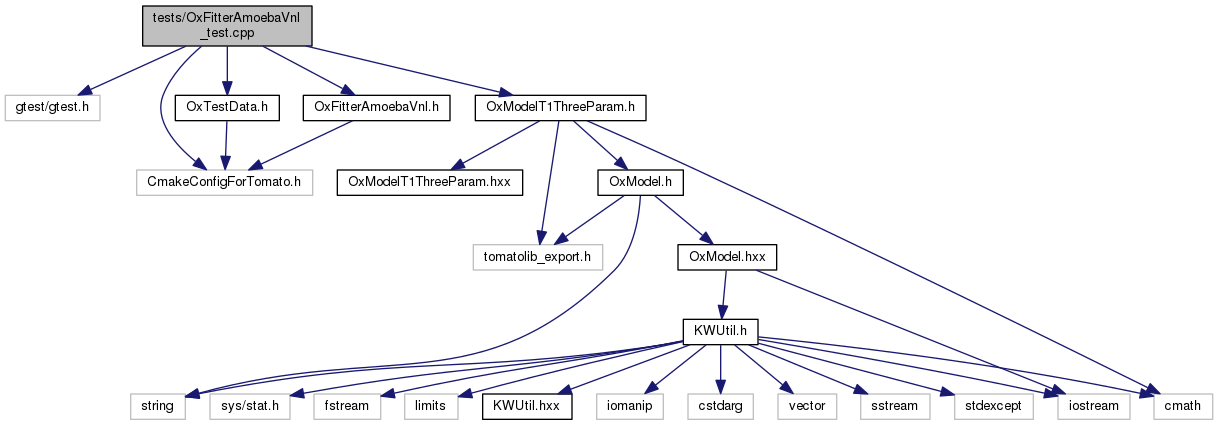 tests/OxFitterAmoebaVnl
_test.cpp
gtest/gtest.h
OxTestData.h
OxFitterAmoebaVnl.h
OxModelT1ThreeParam.h
CmakeConfigForTomato.h
OxModelT1ThreeParam.hxx
OxModel.h
tomatolib_export.h
OxModel.hxx
KWUtil.h
string
sys/stat.h
fstream
limits
KWUtil.hxx
iomanip
cstdarg
vector
sstream
stdexcept
iostream
cmath